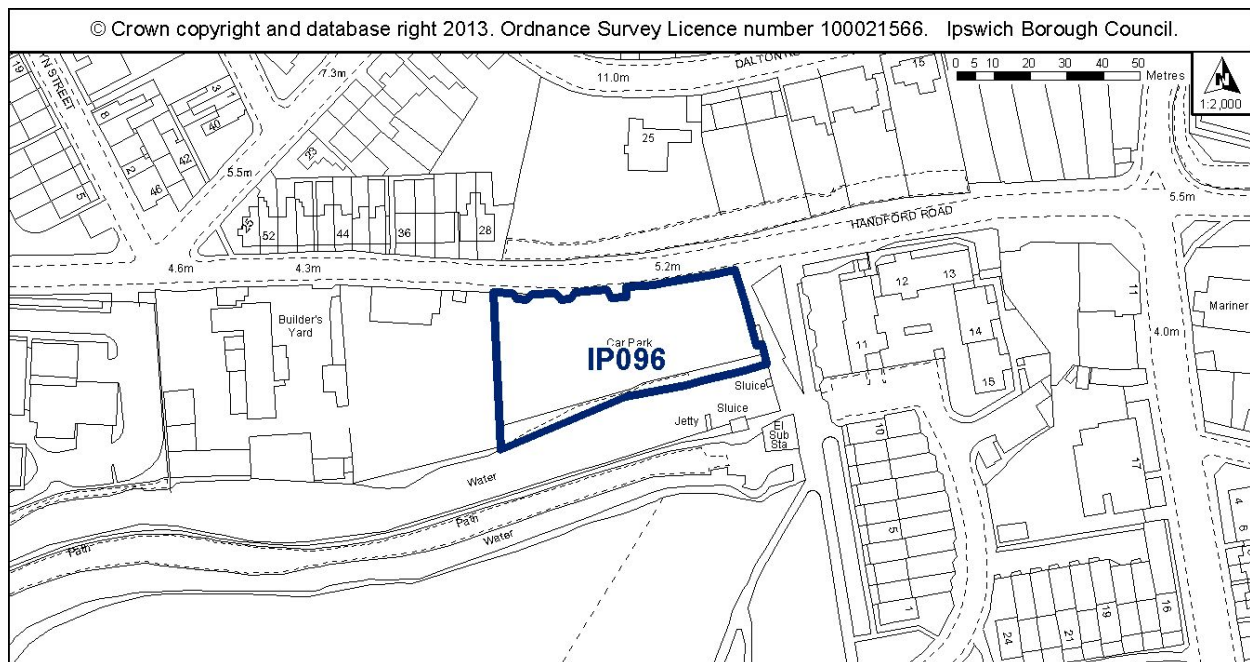 © Crown copyright and database right 2013. Ordnance Survey Licence number 100021566. Ipswich Borough Council.
0 5 10 20 30 40 50 Metres
N
1:2,000
19
YN STREET
7.3m
11.0m
DALTON
15
8
3
1
40
42
2
46
5
5.5m
23
25
25
52
44
36
28
HANDFORD ROAD
5.5m
4.6m
4.3m
5.2m
Builder's
Yard
Car Park
IP096
12
13
11
14
15
11
4.0m
Mariner
Sluice
Sluice
Jetty
El
Sub
Sta
10
17
Water
Path
Water
Path
5
1
4
6
24
21
19
16